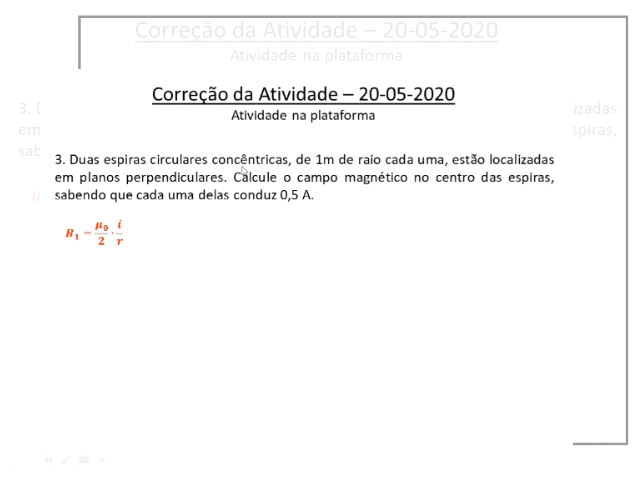 Correção da Atividade – 20-05-2020
Atividade na plataforma
Correção da Atividade – 20-05-2020
Atividade na plataforma
3. Duas espiras circulares concêntricas, de 1m de raio cada uma, estão localizadas
em planos perpendiculares. Calcule o campo magnético no centro das espiras,
sabendo que cada uma delas conduz 0,5 A.
B₁ = μ₀/2 · i/r